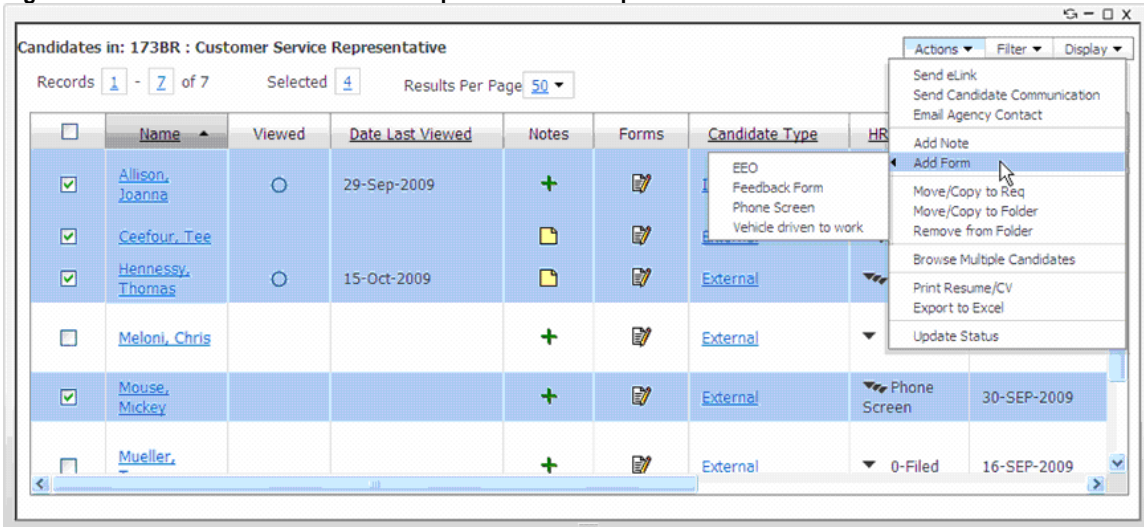 Candidates in: 173BR : Customer Service Representative
Actions Filter Display
Records 1 - 7 of 7 Selected 4 Results Per Page 50
Name Viewed Date Last Viewed Notes Forms Candidate Type HR
Send eLink
Send Candidate Communication
Email Agency Contact
Add Note
Add Form
Move/Copy to Req
Move/Copy to Folder
Remove from Folder
Browse Multiple Candidates
Print Resume/CV
Export to Excel
Update Status
EEO
Feedback Form
Phone Screen
Vehicle driven to work
Allison,
Joanna
29-Sep-2009
Ceefour, Tee
Hennessy,
Thomas
15-Oct-2009 External
Meloni, Chris External
Mouse,
Mickey
External Phone
Screen
30-SEP-2009
Mueller,
External 0-Filed 16-SEP-2009